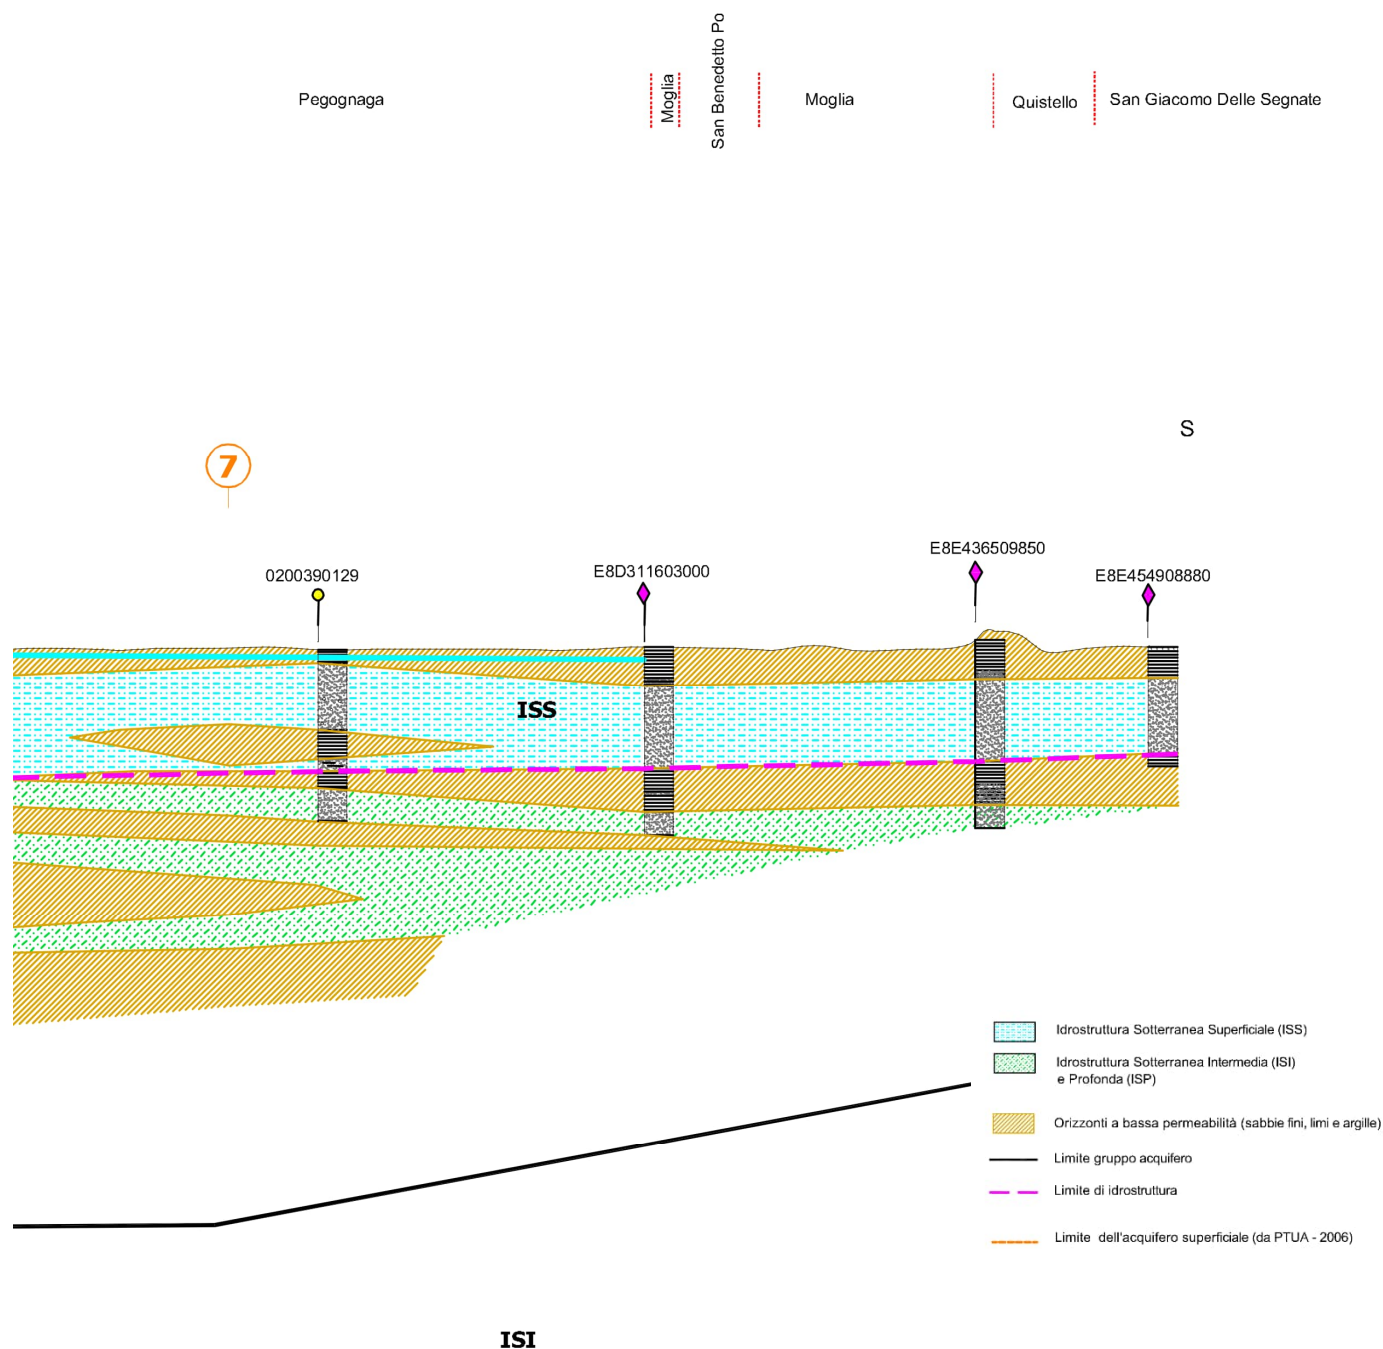 San Benedetto Po
Pegognaga
Moglia
Moglia
Quistello
San Giacomo Delle Segnate
S
7
E8E436509850
0200390129
E8D311603000
E8E454908880
ISS
Idrostruttura Sotterranea Superficiale (ISS)
Idrostruttura Sotterranea Intermedia (ISI)
e Profonda (ISP)
Orizzonti a bassa permeabilità (sabbie fini, limi e argille)
Limite gruppo acquifero
Limite di idrostruttura
Limite dell'acquifero superficiale (da PTUA - 2006)
ISI